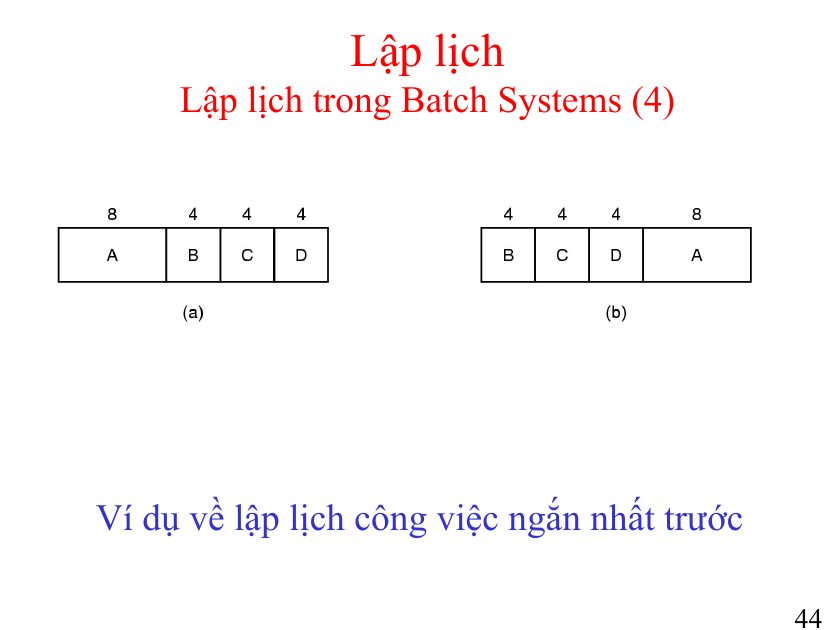 Lập lịch
Lập lịch trong Batch Systems (4)
8 4 4 4
A B C D
(a)
4 4 4 8
B C D A
(b)
Ví dụ về lập lịch công việc ngắn nhất trước
44